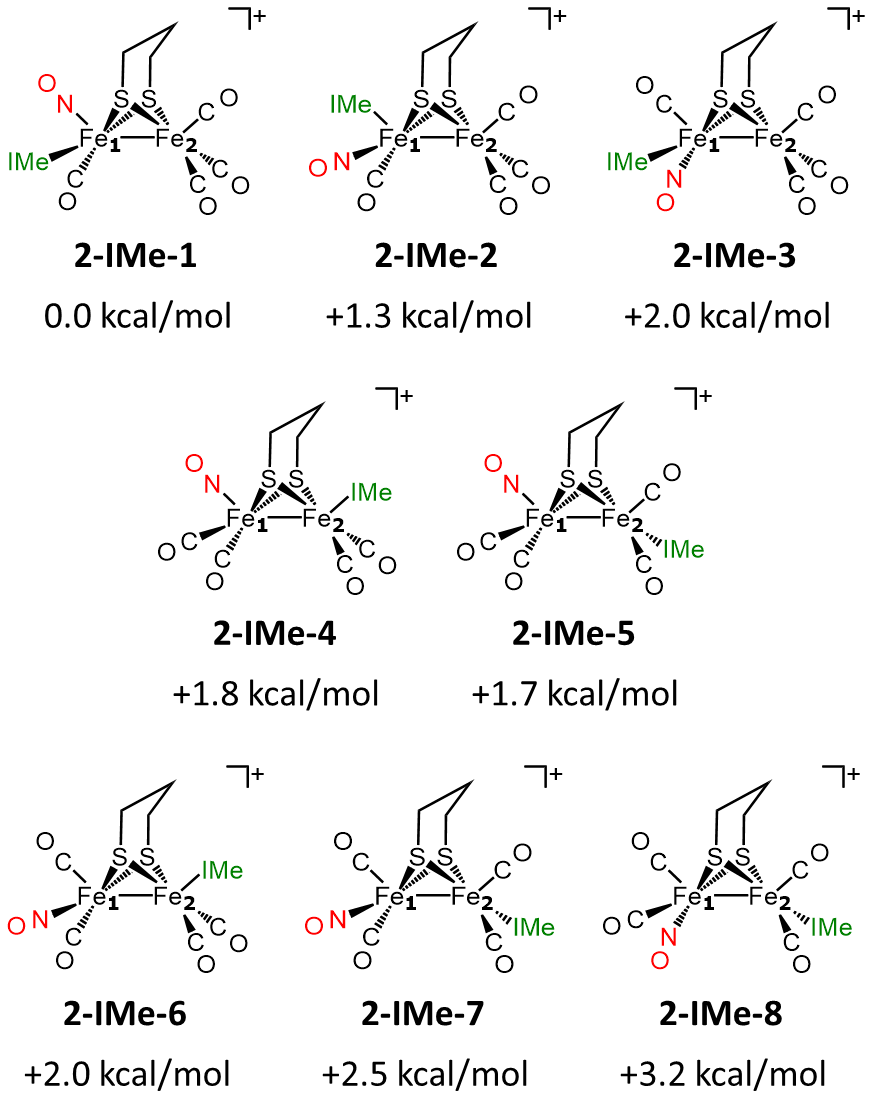 ]+ ]+ ]+
O N S S C O IMe Fe1 Fe2 C O C O C O
IMe S S C O O N Fe1 Fe2 C O C O C O
O C S S C O IMe Fe1 Fe2 N O C O C O
2-IMe-1 2-IMe-2 2-IMe-3
0.0 kcal/mol +1.3 kcal/mol +2.0 kcal/mol
]+ ]+
O N S S IMe O C Fe1 Fe2 C O C O C O
O N S S C O O C Fe1 Fe2 IMe C O C O
2-IMe-4 2-IMe-5
+1.8 kcal/mol +1.7 kcal/mol
]+ ]+ ]+
O C S S IMe O N Fe1 Fe2 C O C O C O
O C S S C O O N Fe1 Fe2 IMe C O C O
O C S S C O O C Fe1 Fe2 IMe N O C O
2-IMe-6 2-IMe-7 2-IMe-8
+2.0 kcal/mol +2.5 kcal/mol +3.2 kcal/mol